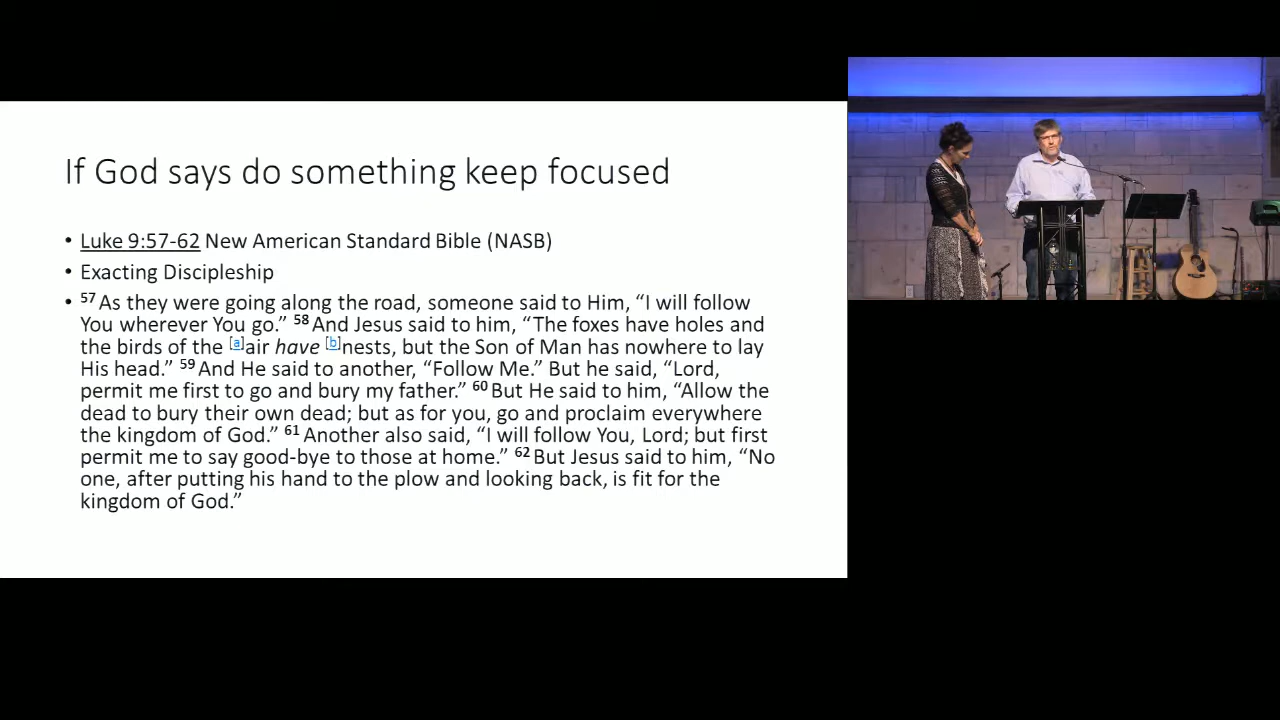 If God says do something keep focused
• Luke 9:57-62 New American Standard Bible (NASB)
• Exacting Discipleship
• 57 As they were going along the road, someone said to Him, “I will follow
You wherever You go.” 58 And Jesus said to him, “The foxes have holes and
the birds of the [a]air have [b]nests, but the Son of Man has nowhere to lay
His head.” 59 And He said to another, “Follow Me.” But he said, “Lord,
permit me first to go and bury my father.” 60 But He said to him, “Allow the
dead to bury their own dead; but as for you, go and proclaim everywhere
the kingdom of God.” 61 Another also said, “I will follow You, Lord; but first
permit me to say good-bye to those at home.” 62 But Jesus said to him, “No
one, after putting his hand to the plow and looking back, is fit for the
kingdom of God.”